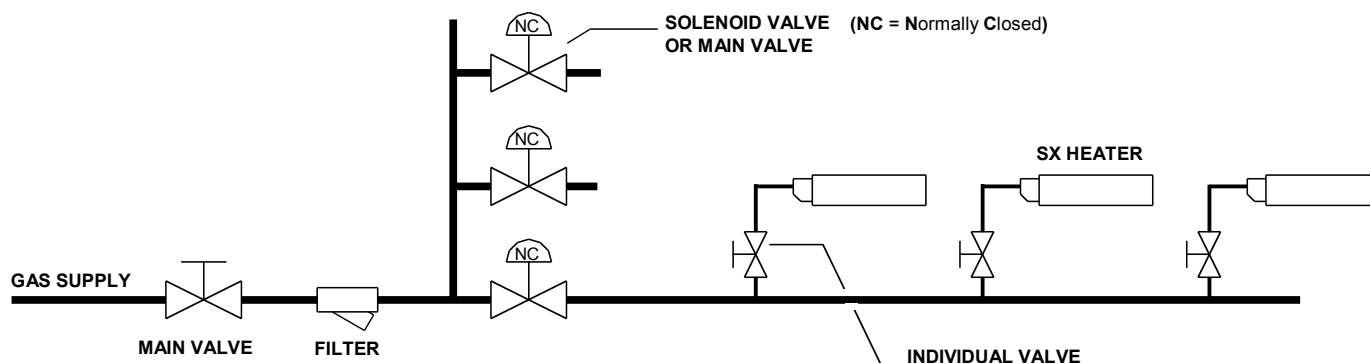 NC
SOLENOID VALVE (NC = Normally Closed)
OR MAIN VALVE
NC
SX HEATER
NC
GAS SUPPLY
MAIN VALVE
FILTER
INDIVIDUAL VALVE